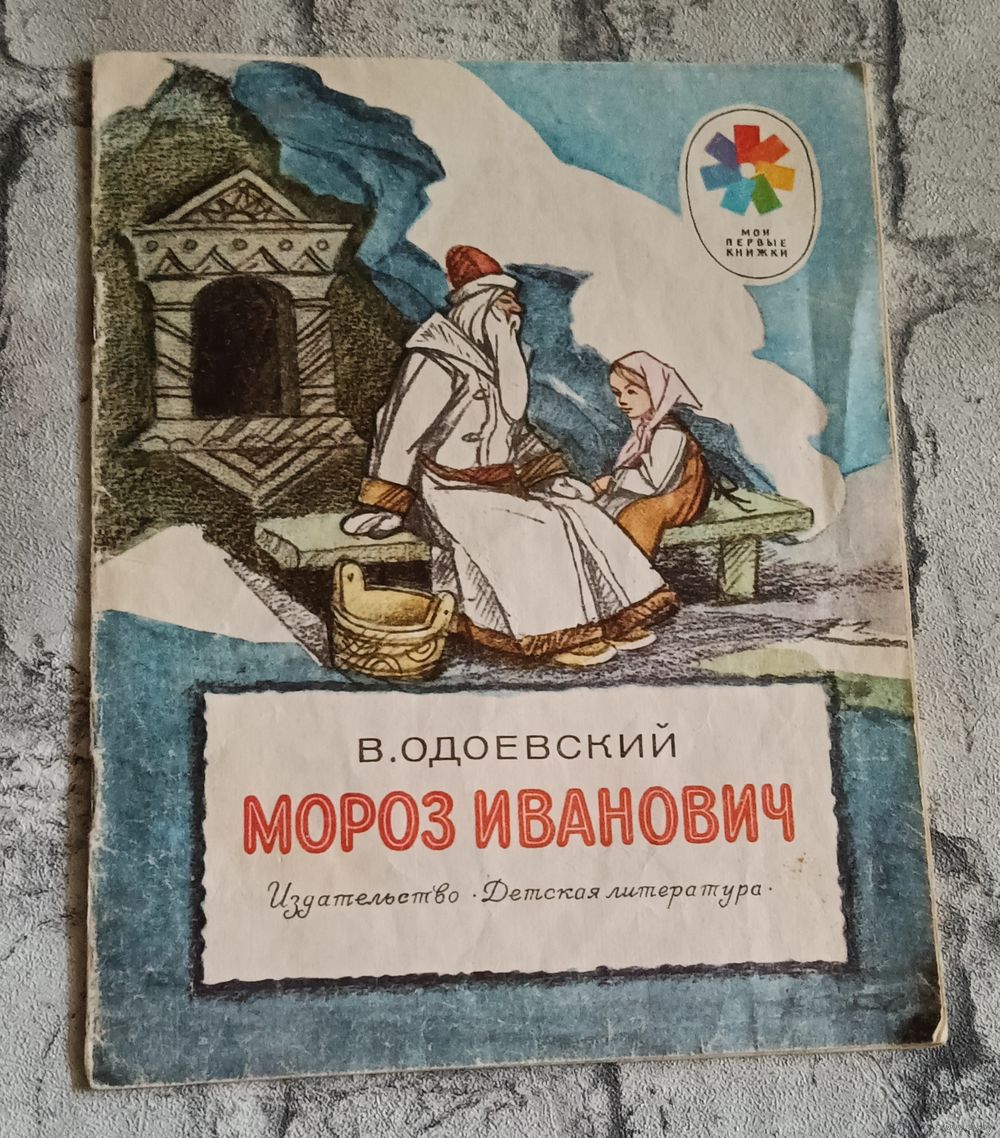 МОИ
ПЕРВЫЕ
КНИЖКИ
В.ОДОЕВСКИЙ
МОРОЗ ИВАНОВИЧ
Издательство · Детская литература ·